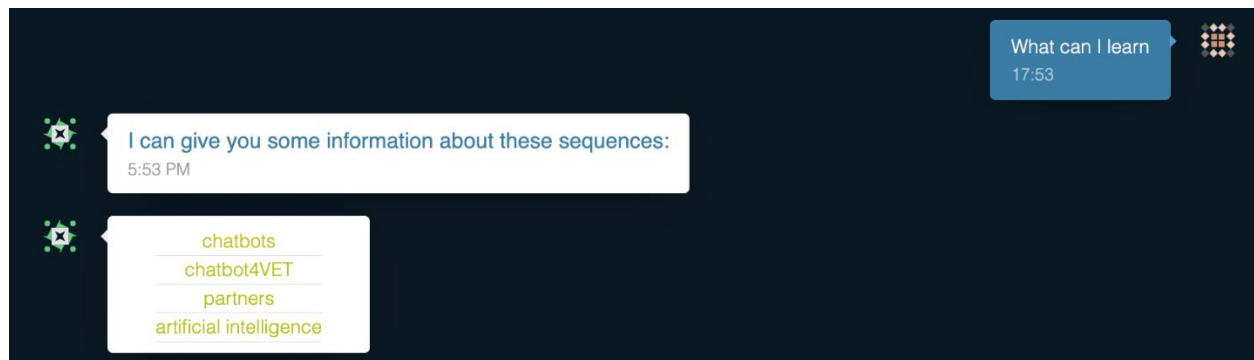 What can I learn
17:53
I can give you some information about these sequences:
5:53 PM
chatbots
chatbot4VET
partners
artificial intelligence